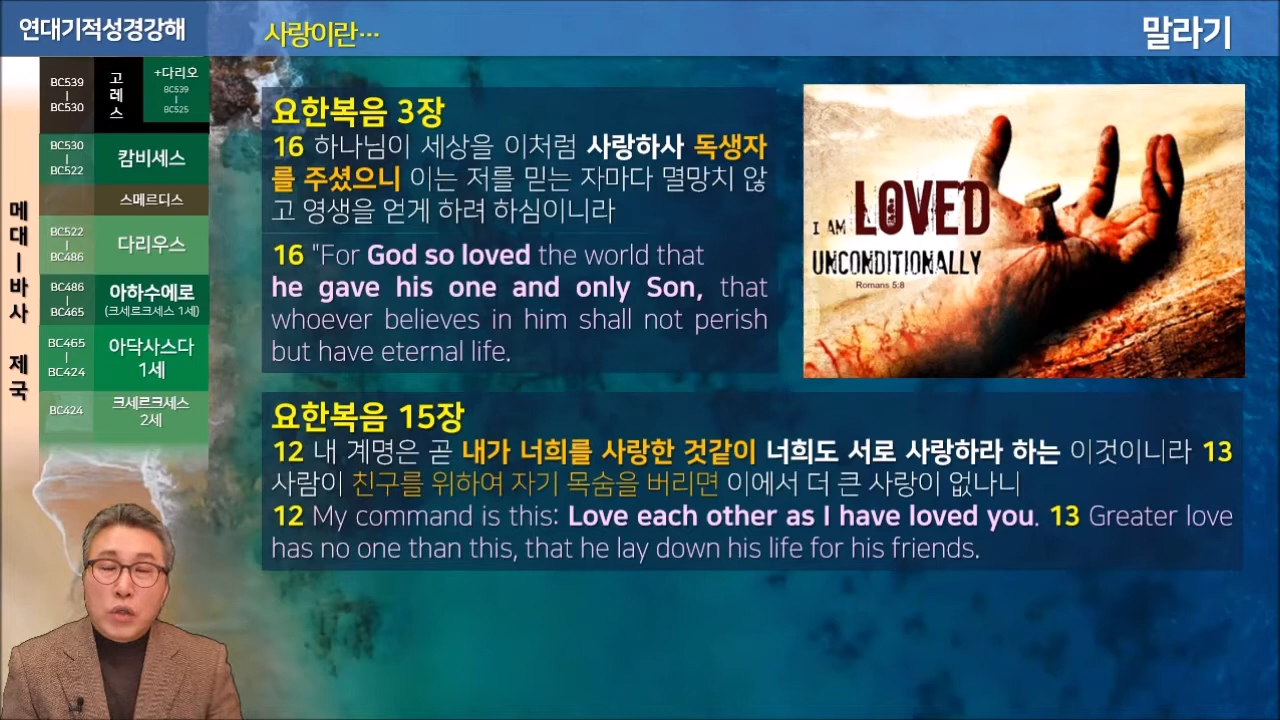 연대기적성경강해
사랑이란…
말라기
메대ㅣ바사 제국
BC539
|
BC530
고레스
+다리오
BC539
|
BC525
BC530
|
BC522
캄비세스
스메르디스
BC522
|
BC486
다리우스
BC486
|
BC465
아하수에로
(크세르크세스 1세)
BC465
|
BC424
아닥사스다
1세
BC424
크세르크세스
2세
요한복음 3장
16 하나님이 세상을 이처럼 사랑하사 독생자
를 주셨으니 이는 저를 믿는 자마다 멸망치 않
고 영생을 얻게 하려 하심이니라
16 "For God so loved the world that
he gave his one and only Son, that
whoever believes in him shall not perish
but have eternal life.
I AM LOVED
UNCONDITIONALLY
Romans 5:8
요한복음 15장
12 내 계명은 곧 내가 너희를 사랑한 것같이 너희도 서로 사랑하라 하는 이것이니라 13
사람이 친구를 위하여 자기 목숨을 버리면 이에서 더 큰 사랑이 없나니
12 My command is this: Love each other as I have loved you. 13 Greater love
has no one than this, that he lay down his life for his friends.